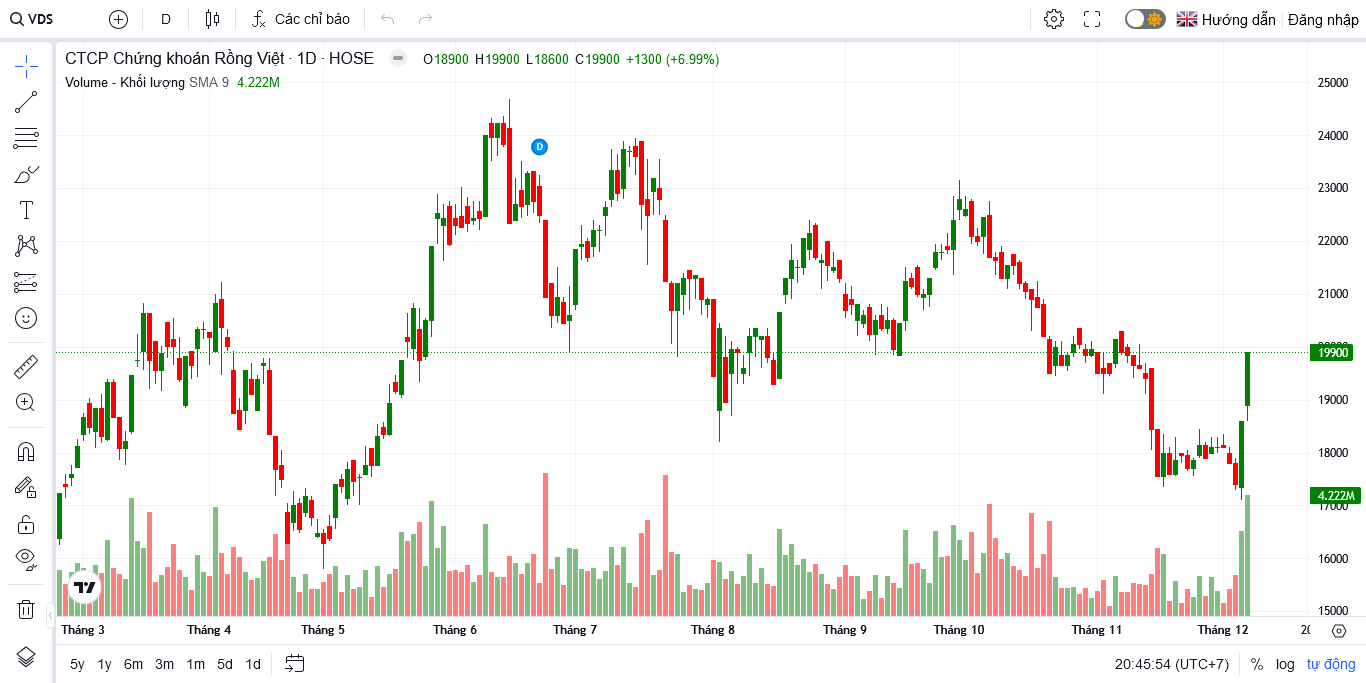 VDS D Các chỉ báo Hướng dẫn Đăng nhập
CTCP Chứng khoán Rồng Việt · 1D · HOSE O18900 H19900 L18600 C19900 +1300 (+6.99%)
Volume - Khối lượng SMA 9 4.222M
25000
24000
D
23000
22000
21000
20000
19900
19000
18000
4.222M
17000
16000
15000
Tháng 3 Tháng 4 Tháng 5 Tháng 6 Tháng 7 Tháng 8 Tháng 9 Tháng 10 Tháng 11 Tháng 12
5y 1y 6m 3m 1m 5d 1d 20:45:54 (UTC+7) % log tự động